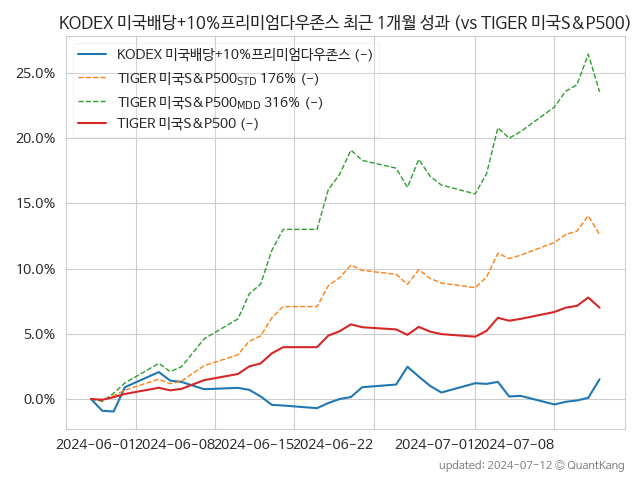 KODEX 미국배당+10%프리미엄다우존스 최근 1개월 성과 (vs TIGER 미국S&P500)
KODEX 미국배당+10%프리미엄다우존스 (-)
TIGER 미국S&P500STD 176% (-)
TIGER 미국S&P500MDD 316% (-)
TIGER 미국S&P500 (-)
25.0%
20.0%
15.0%
10.0%
5.0%
0.0%
2024-06-01 2024-06-08 2024-06-15 2024-06-22 2024-07-01 2024-07-08
updated: 2024-07-12 © QuantKang